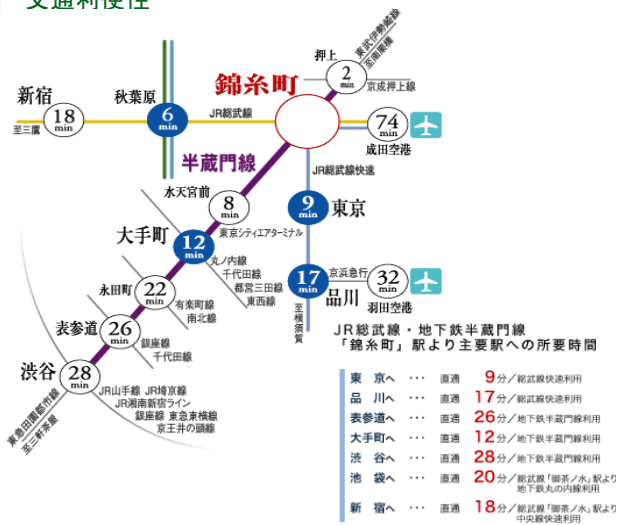 交通利便性
東武伊勢崎線
至南栗橋
押上
2
min
京成押上線
錦糸町
新宿
18
min
至三鷹
秋葉原
6
min
JR総武線
74
min
成田空港
半蔵門線
JR総武線快速
水天宮前
8
min
東京シティエアターミナル
9
min
東京
大手町
12
min
丸ノ内線
千代田線
都営三田線
東西線
17
min
品川
京浜急行
32
min
羽田空港
至横須賀
永田町
22
min
有楽町線
南北線
表参道
26
min
銀座線
千代田線
渋谷
28
min
JR山手線 JR埼京線
JR湘南新宿ライン
銀座線 東急東横線
京王井の頭線
東急田園都市線
至三軒茶屋
JR総武線・地下鉄半蔵門線
「錦糸町」駅より主要駅への所要時間
東 京へ ・・・ 直通 9分／総武線快速利用
品 川へ ・・・ 直通 17分／総武線快速利用
表参道へ ・・・ 直通 26分／地下鉄半蔵門線利用
大手町へ ・・・ 直通 12分／地下鉄半蔵門線利用
渋 谷へ ・・・ 直通 28分／地下鉄半蔵門線利用
池 袋へ ・・・ 直通 20分／総武線「御茶ノ水」駅より
地下鉄丸の内線利用
新 宿へ ・・・ 直通 18分／総武線「御茶ノ水」駅より
中央線快速利用